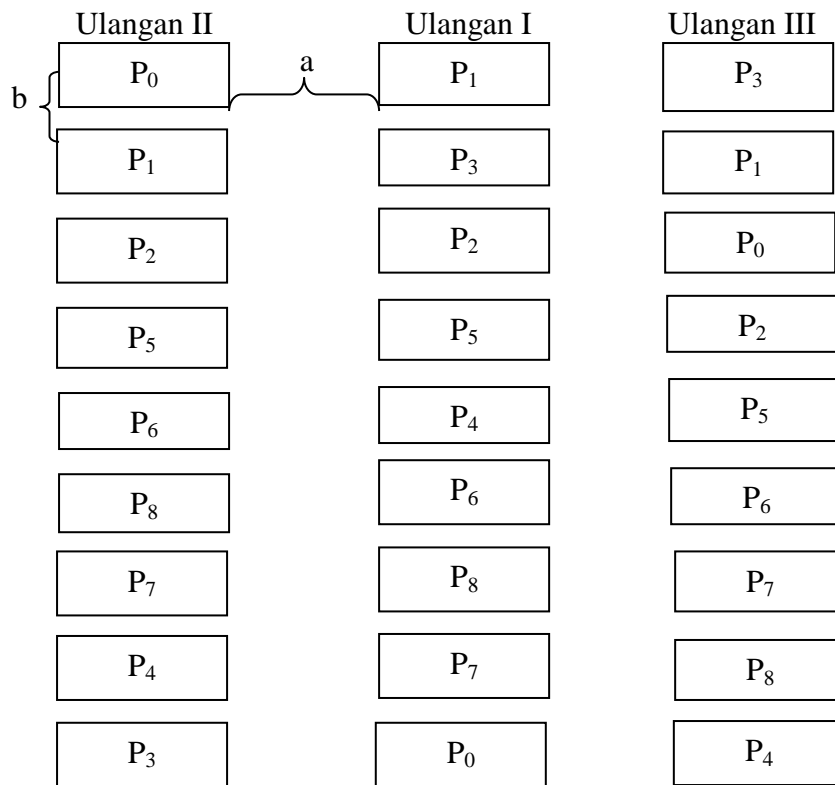 Ulangan II Ulangan I Ulangan III
P₀ a P₁ P₃
b
P₁ P₃ P₁
P₂ P₂ P₀
P₅ P₅ P₂
P₆ P₄ P₅
P₈ P₆ P₆
P₇ P₈ P₇
P₄ P₇ P₈
P₃ P₀ P₄